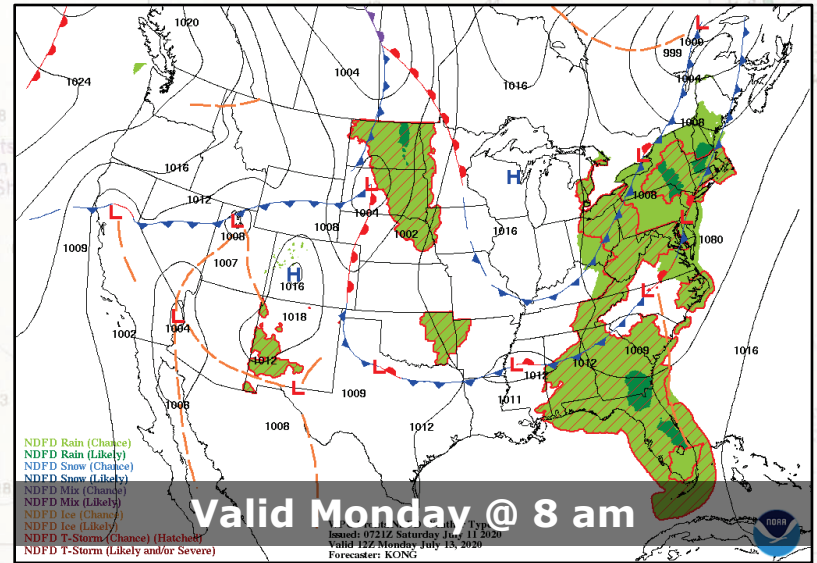 1020
1000
999
1024
1004
1016
1004
1008
1016
1012
1008
1004
1008
1009
1008
1002
1016
1080
1007
1016
1018
1002
1004
1016
1012
1012
1009
1012
1009
1011
1008
1008
1012
L
L
L
L
L
L
L
L
L
L
L
H
H
NDFD Rain (Chance)
NDFD Rain (Likely)
NDFD Snow (Chance)
NDFD Snow (Likely)
NDFD Mix (Chance)
NDFD Mix (Likely)
NDFD Ice (Chance)
NDFD Ice (Likely)
NDFD T-Storm (Chance) (Hatched)
NDFD T-Storm (Likely and/or Severe)
Valid Monday @ 8 am
Issued: 0721Z Saturday July 11 2020
Valid 12Z Monday July 13, 2020
Forecaster: KONG
NOAA